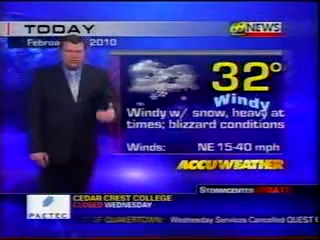 TODAY
69 NEWS
2010
32°
Windy
Windy w/ snow, heavy at
times; blizzard conditions
Winds: NE 15-40 mph
ACCUWEATHER
STORMCENTER UPDATE
CEDAR CREST COLLEGE
CLOSED WEDNESDAY
PAETEC
OF QUAKERTOWN: Wednesday Services Cancelled QUEST